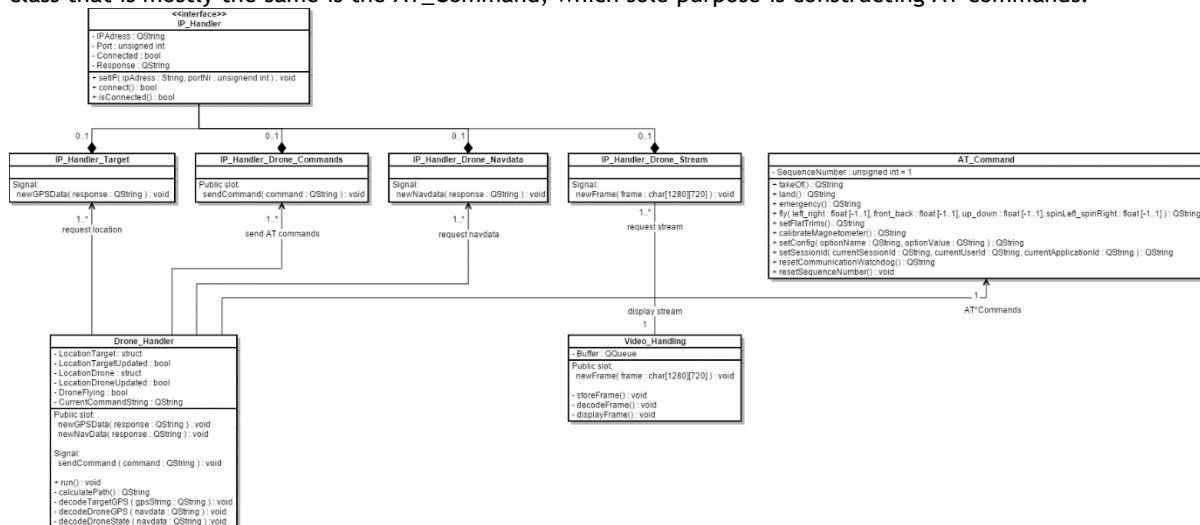 class that is mostly the same is the AT_Command, which sole purpose is constructing AT commands.
<<interface>>
IP_Handler
- IPAdress : QString
- Port : unsigned int
- Connected : bool
- Response : QString
+ setIP( ipAdress : String, portNr : unsignend int ) : void
+ connect() : bool
+ isConnected() : bool
0..1
0..1
0..1
0..1
IP_Handler_Target
Signal:
newGPSData( response : QString ) : void
IP_Handler_Drone_Commands
Public slot:
sendCommand( command : QString ) : void
IP_Handler_Drone_Navdata
Signal:
newNavdata( response : QString ) : void
IP_Handler_Drone_Stream
Signal:
newFrame( frame : char[1280][720] ) : void
AT_Command
- SequenceNumber : unsigned int = 1
+ takeOf() : QString
+ land() : QString
+ emergency() : QString
+ fly( left_right : float [-1..1], front_back : float [-1..1], up_down : float [-1..1], spinLeft_spinRight : float [-1..1] ) : QString
+ setFlatTrims() : QString
+ calibrateMagnetometer() : QString
+ setConfig( optionName : QString, optionValue : QString ) : QString
+ setSessionId( currentSessionId : QString, currentUserId : QString, currentApplicationId : QString ) : QString
+ resetCommunicationWatchdog() : QString
+ resetSequenceNumber() : void
1..*
request location
1..*
send AT commands
1..*
request navdata
1..*
request stream
1
AT*Commands
display stream
1
Drone_Handler
- LocationTarget : struct
- LocationTargetUpdated : bool
- LocationDrone : struct
- LocationDroneUpdated : bool
- DroneFlying : bool
- CurrentCommandString : QString
Public slot:
newGPSData( response : QString ) : void
newNavData( response : QString ) : void
Signal:
sendCommand ( command : QString ) : void
+ run() : void
- calculatePath() : QString
- decodeTargetGPS ( gpsString : QString ) : void
- decodeDroneGPS ( navdata : QString ) : void
- decodeDroneState ( navdata : QString ) : void
Video_Handling
- Buffer : QQueue
Public slot:
newFrame( frame : char[1280][720] ) : void
- storeFrame() : void
- decodeFrame() : void
- displayFrame() : void